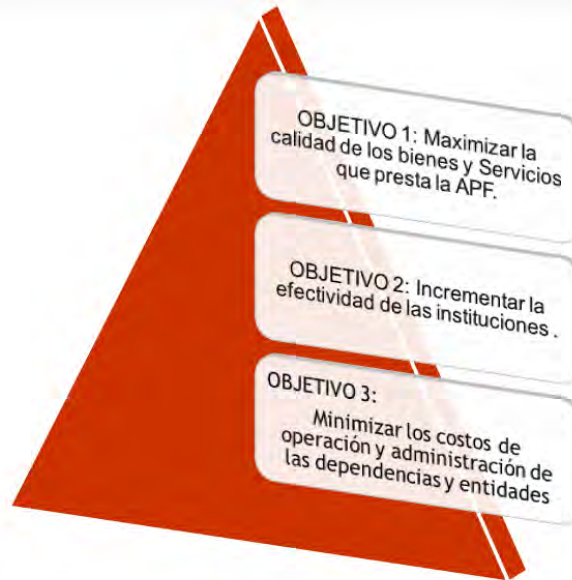 OBJETIVO 1: Maximizar la
calidad de los bienes y Servicios
que presta la APF.
OBJETIVO 2: Incrementar la
efectividad de las instituciones .
OBJETIVO 3:
Minimizar los costos de
operación y administración de
las dependencias y entidades